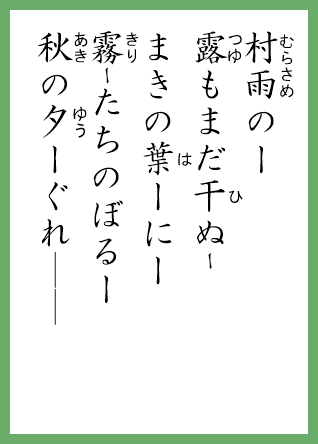 村雨のー
露もまだ干ぬー
まきの葉ーにー
霧ーたちのぼるー
秋の夕ーぐれ――
むらさめ
つゆ
ひ
は
きり
あき
ゆう